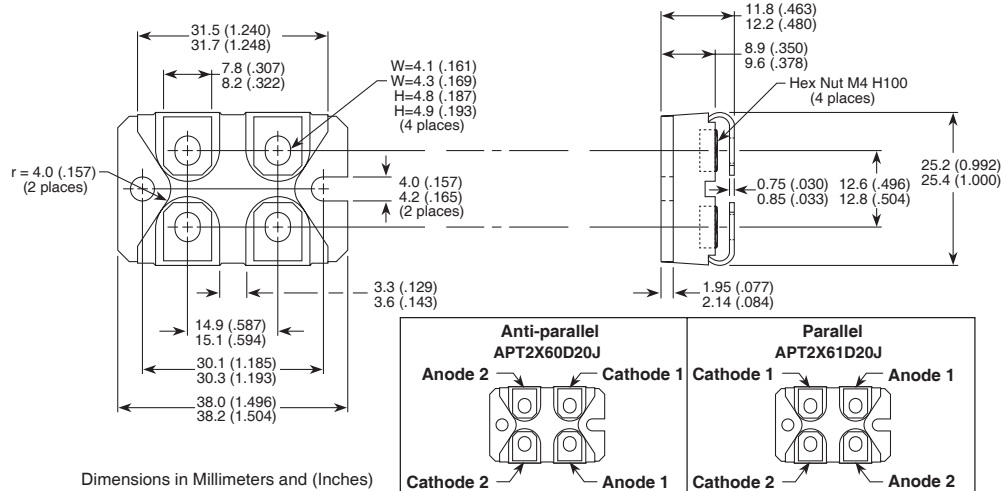 31.5 (1.240)
31.7 (1.248)
7.8 (.307)
8.2 (.322)
W=4.1 (.161)
W=4.3 (.169)
H=4.8 (.187)
H=4.9 (.193)
(4 places)
11.8 (.463)
12.2 (.480)
8.9 (.350)
9.6 (.378)
Hex Nut M4 H100
(4 places)
r = 4.0 (.157)
(2 places)
4.0 (.157)
4.2 (.165)
(2 places)
0.75 (.030)
0.85 (.033)
12.6 (.496)
12.8 (.504)
25.2 (0.992)
25.4 (1.000)
3.3 (.129)
3.6 (.143)
1.95 (.077)
2.14 (.084)
14.9 (.587)
15.1 (.594)
30.1 (1.185)
30.3 (1.193)
38.0 (1.496)
38.2 (1.504)
Dimensions in Millimeters and (Inches)
Anti-parallel
APT2X60D20J
Anode 2 Cathode 1
Cathode 2 Anode 1
Parallel
APT2X61D20J
Cathode 1 Anode 1
Cathode 2 Anode 2